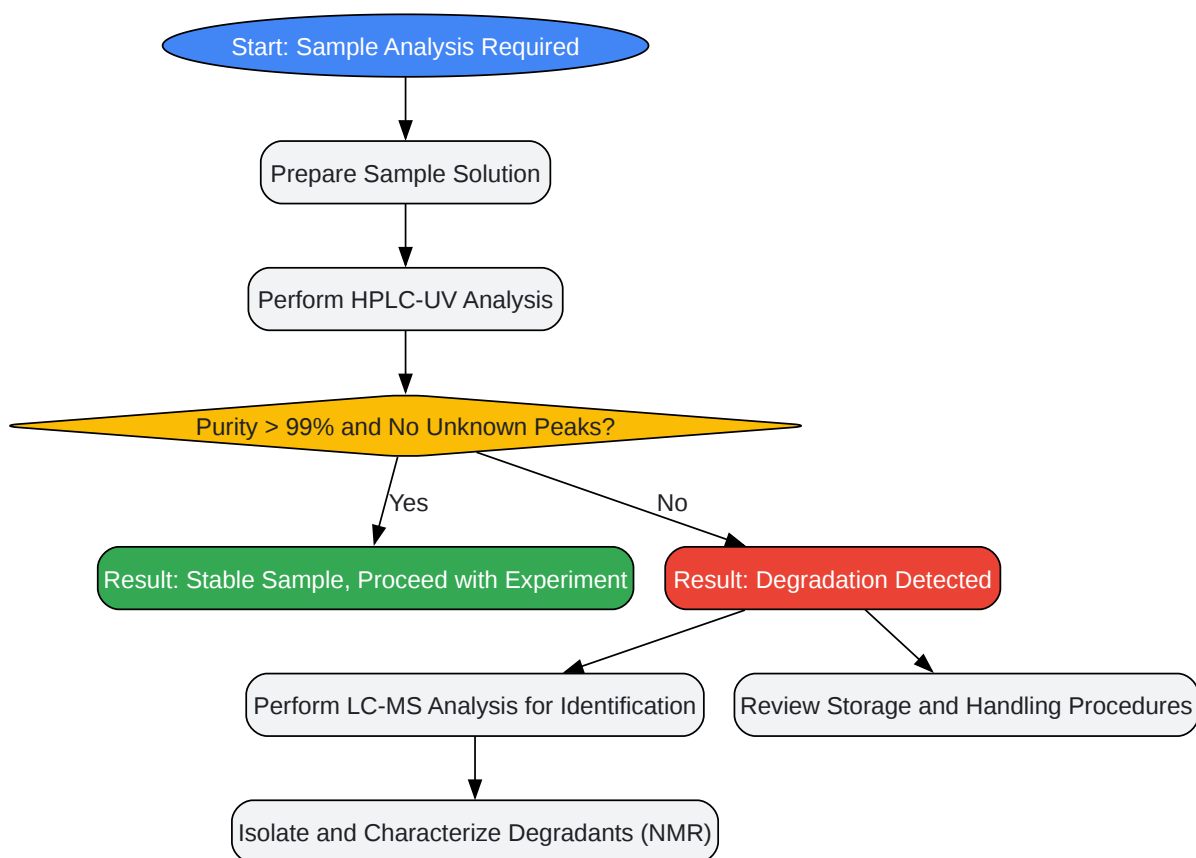 Start: Sample Analysis Required
Prepare Sample Solution
Perform HPLC-UV Analysis
Purity > 99% and No Unknown Peaks?
Yes
No
Result: Stable Sample, Proceed with Experiment
Result: Degradation Detected
Perform LC-MS Analysis for Identification
Review Storage and Handling Procedures
Isolate and Characterize Degradants (NMR)